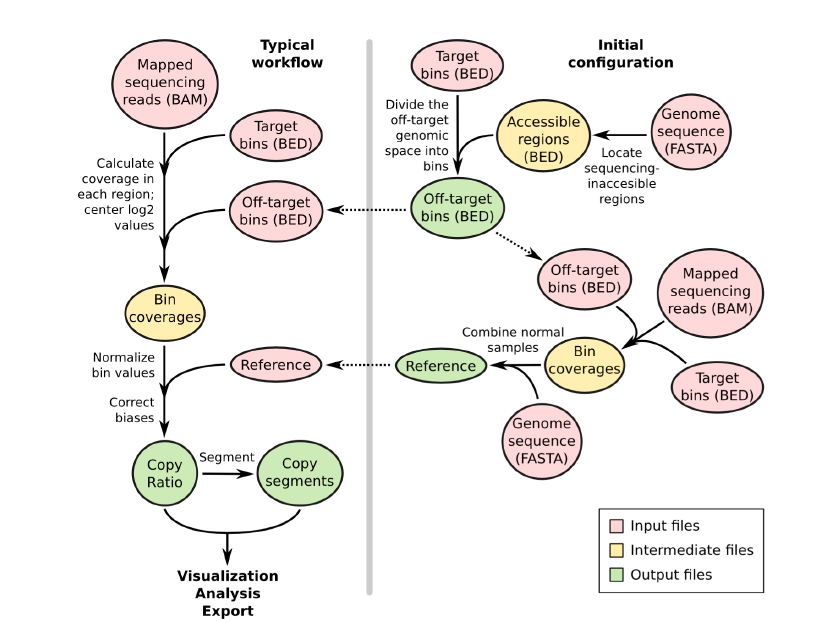 Typical
workflow
Mapped
sequencing
reads (BAM)
Target
bins (BED)
Calculate
coverage in
each region;
center log2
values
Off-target
bins (BED)
Bin
coverages
Normalize
bin values
Reference
Correct
biases
Copy
Ratio
Segment
Copy
segments
Visualization
Analysis
Export
Initial
configuration
Target
bins (BED)
Divide the
off-target
genomic
space into
bins
Accessible
regions
(BED)
Genome
sequence
(FASTA)
Locate
sequencing-
inaccesible
regions
Off-target
bins (BED)
Off-target
bins (BED)
Mapped
sequencing
reads (BAM)
Combine normal
samples
Reference
Bin
coverages
Target
bins (BED)
Genome
sequence
(FASTA)
Input files
Intermediate files
Output files